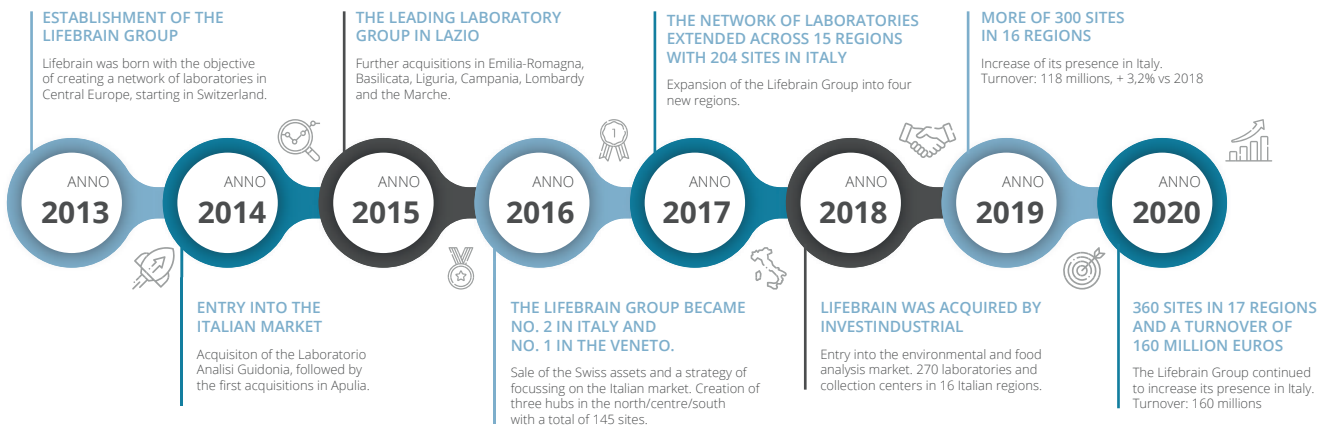 ESTABLISHMENT OF THE
LIFEBRAIN GROUP
Lifebrain was born with the objective
of creating a network of laboratories in
Central Europe, starting in Switzerland.
THE LEADING LABORATORY
GROUP IN LAZIO
Further acquisitions in Emilia-Romagna,
Basilicata, Liguria, Campania, Lombardy
and the Marche.
THE NETWORK OF LABORATORIES
EXTENDED ACROSS 15 REGIONS
WITH 204 SITES IN ITALY
Expansion of the Lifebrain Group into four
new regions.
MORE OF 300 SITES
IN 16 REGIONS
Increase of its presence in Italy.
Turnover: 118 millions, + 3,2% vs 2018
1
ANNO
2013
ANNO
2014
ANNO
2015
ANNO
2016
ANNO
2017
ANNO
2018
ANNO
2019
ANNO
2020
ENTRY INTO THE
ITALIAN MARKET
Acquisiton of the Laboratorio
Analisi Guidonia, followed by
the first acquisitions in Apulia.
THE LIFEBRAIN GROUP BECAME
NO. 2 IN ITALY AND
NO. 1 IN THE VENETO.
Sale of the Swiss assets and a strategy of
focussing on the Italian market. Creation of
three hubs in the north/centre/south
with a total of 145 sites.
LIFEBRAIN WAS ACQUIRED BY
INVESTINDUSTRIAL
Entry into the environmental and food
analysis market. 270 laboratories and
collection centers in 16 Italian regions.
360 SITES IN 17 REGIONS
AND A TURNOVER OF
160 MILLION EUROS
The Lifebrain Group continued
to increase its presence in Italy.
Turnover: 160 millions